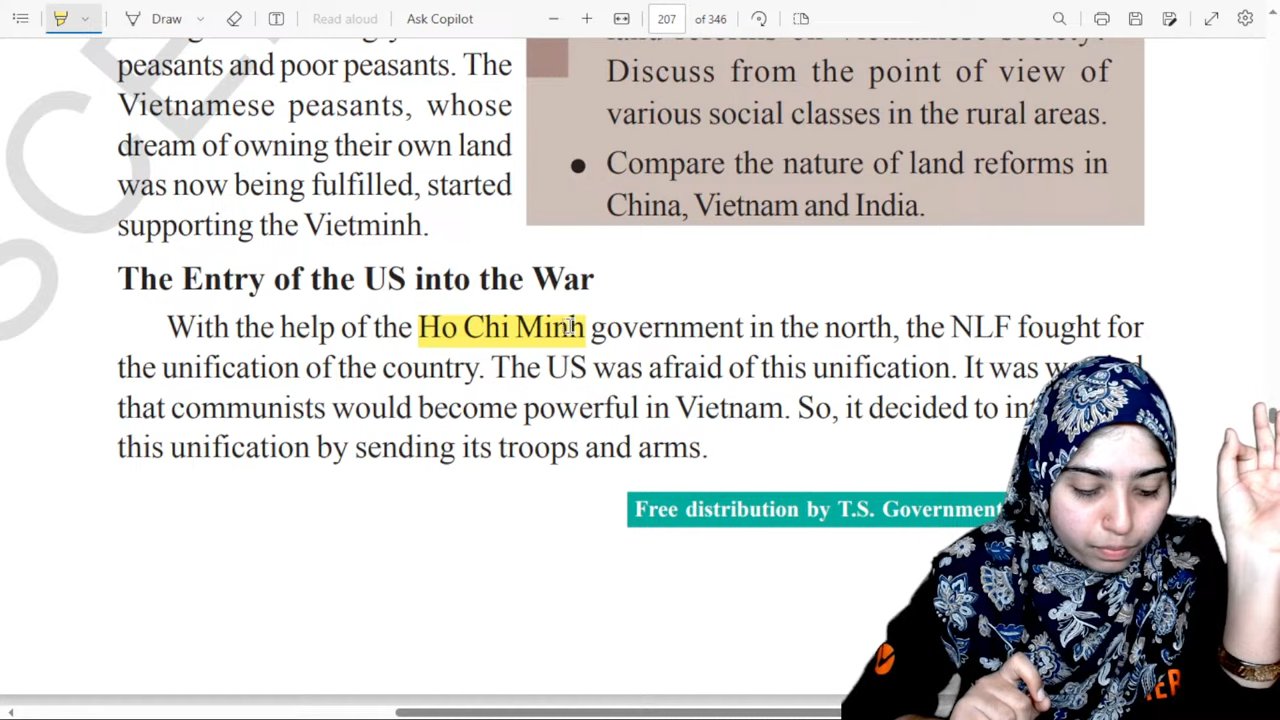 Draw
Read aloud
Ask Copilot
207 of 346
peasants and poor peasants. The
Vietnamese peasants, whose
dream of owning their own land
was now being fulfilled, started
supporting the Vietminh.
Discuss from the point of view of
various social classes in the rural areas.
● Compare the nature of land reforms in
China, Vietnam and India.
The Entry of the US into the War
With the help of the Ho Chi Minh government in the north, the NLF fought for
the unification of the country. The US was afraid of this unification. It was
that communists would become powerful in Vietnam. So, it decided to
this unification by sending its troops and arms.
Free distribution by T.S. Government